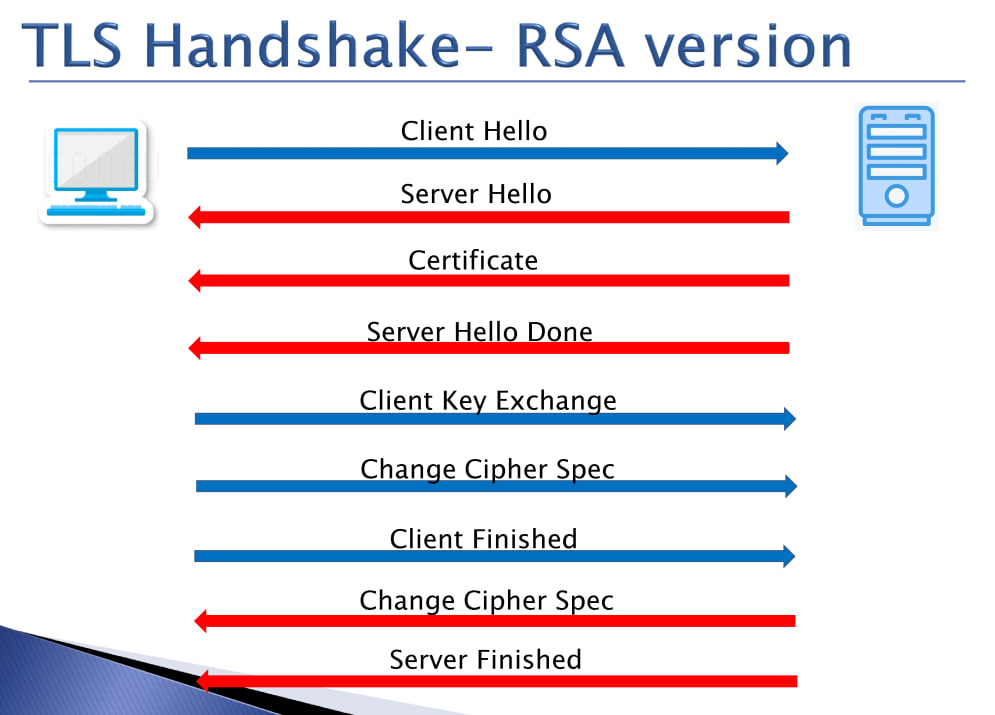 TLS Handshake- RSA version
Client Hello
Server Hello
Certificate
Server Hello Done
Client Key Exchange
Change Cipher Spec
Client Finished
Change Cipher Spec
Server Finished